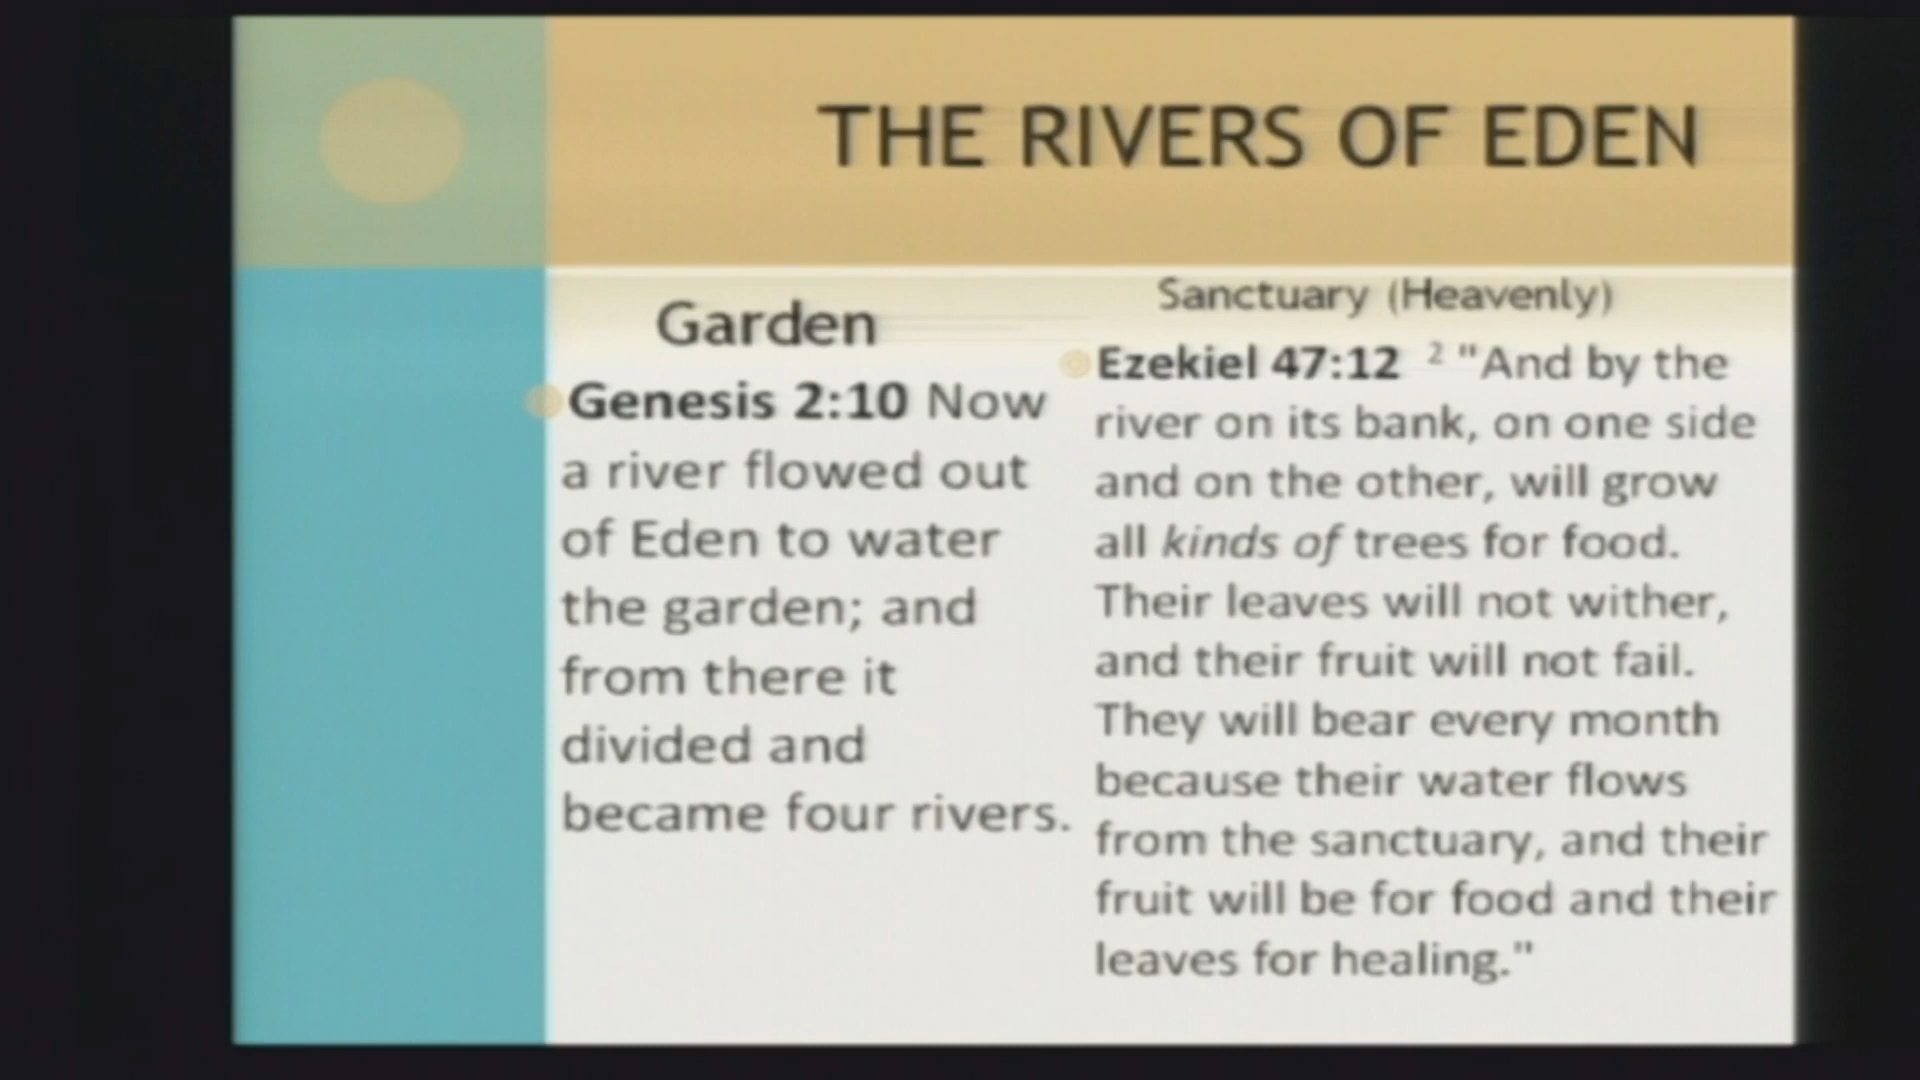 THE RIVERS OF EDEN
Garden
Genesis 2:10 Now
a river flowed out
of Eden to water
the garden; and
from there it
divided and
became four rivers.
Sanctuary (Heavenly)
Ezekiel 47:12 2 "And by the
river on its bank, on one side
and on the other, will grow
all kinds of trees for food.
Their leaves will not wither,
and their fruit will not fail.
They will bear every month
because their water flows
from the sanctuary, and their
fruit will be for food and their
leaves for healing."